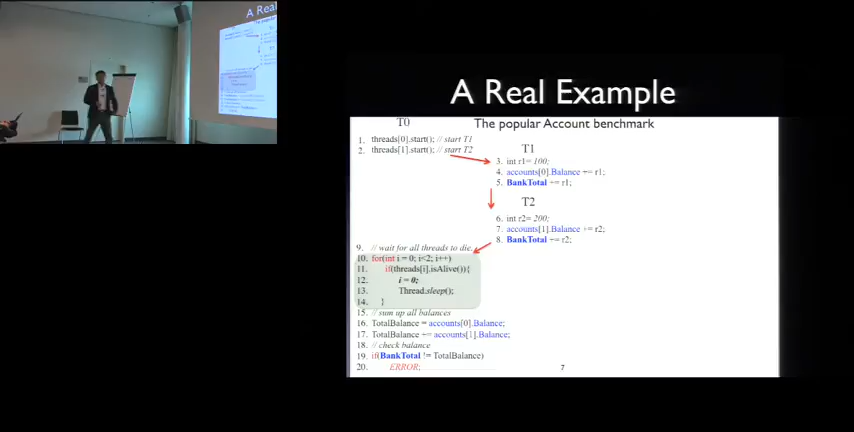 A Real Example
T0
The popular Account benchmark
1. threads[0].start(); // start T1
2. threads[1].start(); // start T2
T1
3. int r1= 100;
4. accounts[0].Balance += r1;
5. BankTotal += r1;
T2
6. int r2= 200;
7. accounts[1].Balance += r2;
8. BankTotal += r2;
9. // wait for all threads to die.
10. for(int i = 0; i<2; i++)
11. if(threads[i].isAlive()){
12. i = 0;
13. Thread.sleep();
14. }
15. // sum up all balances
16. TotalBalance = accounts[0].Balance;
17. TotalBalance += accounts[1].Balance;
18. // check balance
19. if(BankTotal != TotalBalance)
20. ERROR;
7
A Real
The popular